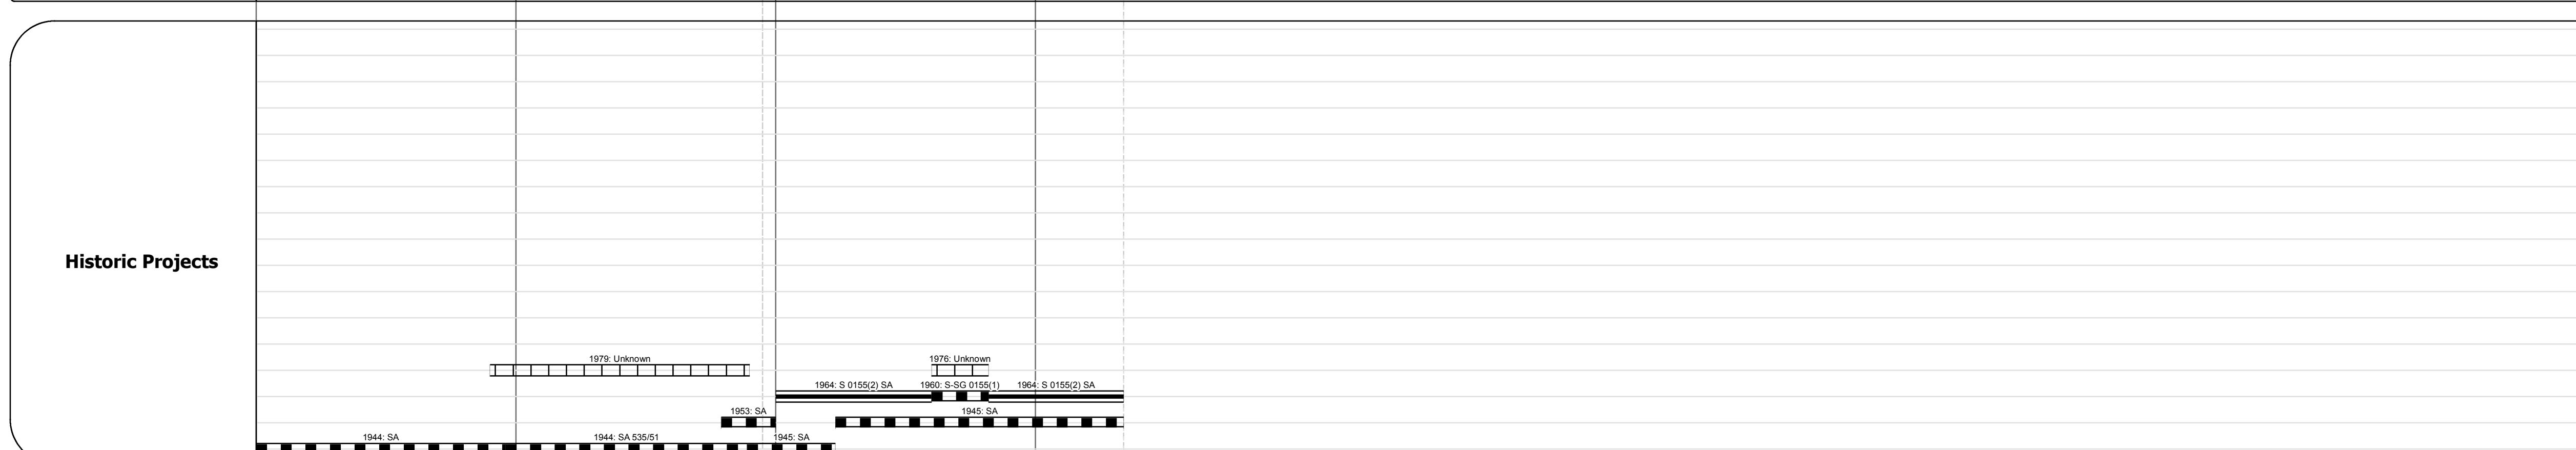 Historic Projects
1979: Unknown
1976: Unknown
1964: S 0155(2) SA
1960: S-SG 0155(1)
1964: S 0155(2) SA
1953: SA
1945: SA
1944: SA
1944: SA 535/51
1945: SA